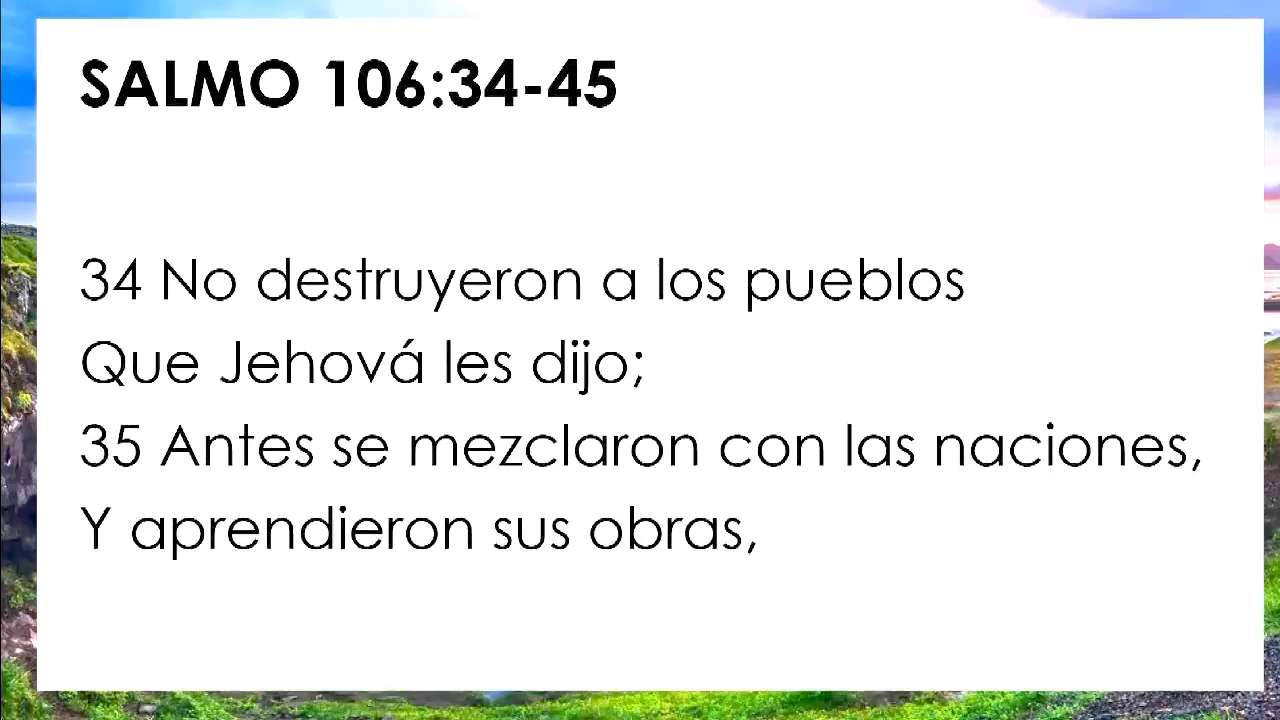 SALMO 106:34-45
34 No destruyeron a los pueblos
Que Jehová les dijo;
35 Antes se mezclaron con las naciones,
Y aprendieron sus obras,